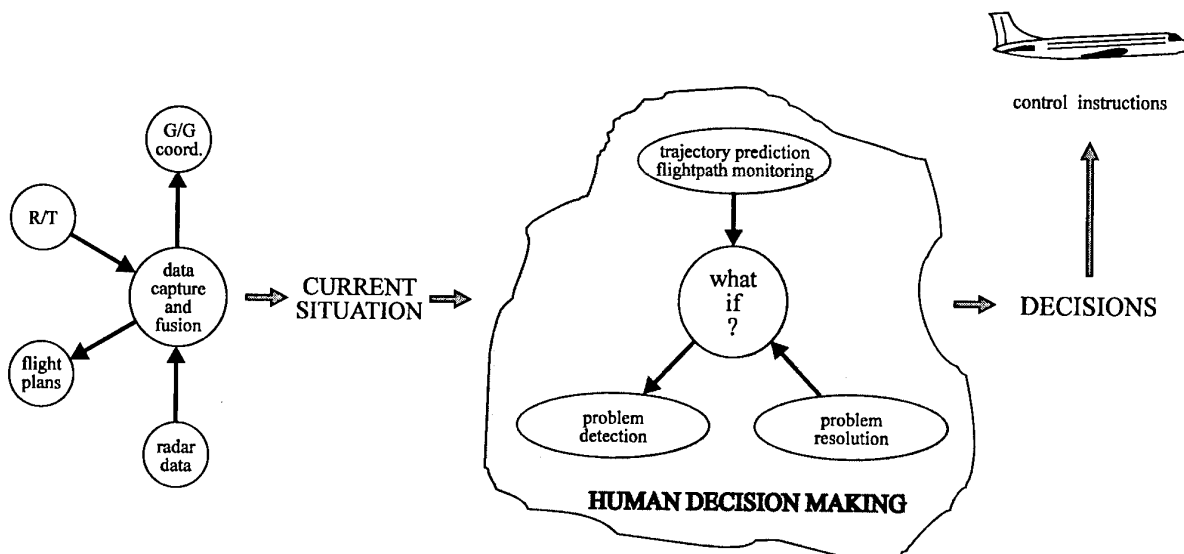 control instructions
G/G
coord.
trajectory prediction
flightpath monitoring
R/T
data
capture
and
fusion
CURRENT
SITUATION
what
if
?
DECISIONS
flight
plans
problem
detection
problem
resolution
radar
data
HUMAN DECISION MAKING